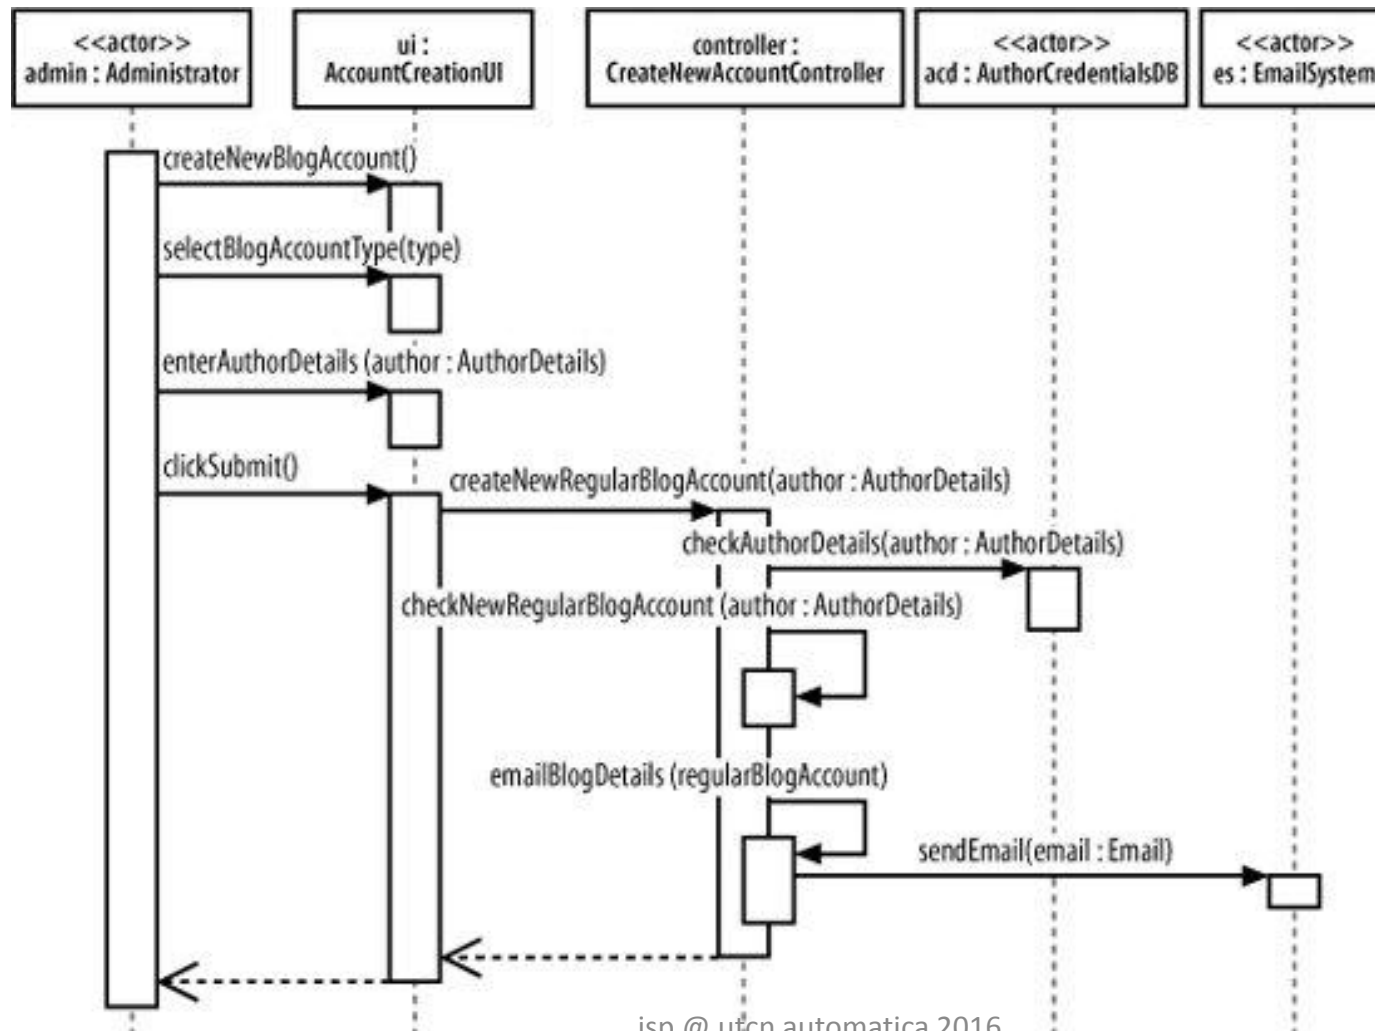 <<actor>>
admin : Administrator
ui :
AccountCreationUI
controller :
CreateNewAccountController
<<actor>>
acd : AuthorCredentialsDB
<<actor>>
es : EmailSystem
createNewBlogAccount()
selectBlogAccountType(type)
enterAuthorDetails (author : AuthorDetails)
clickSubmit()
createNewRegularBlogAccount(author : AuthorDetails)
checkAuthorDetails(author : AuthorDetails)
checkNewRegularBlogAccount (author : AuthorDetails)
emailBlogDetails (regularBlogAccount)
sendEmail(email : Email)
isp @ utcn automatica 2016